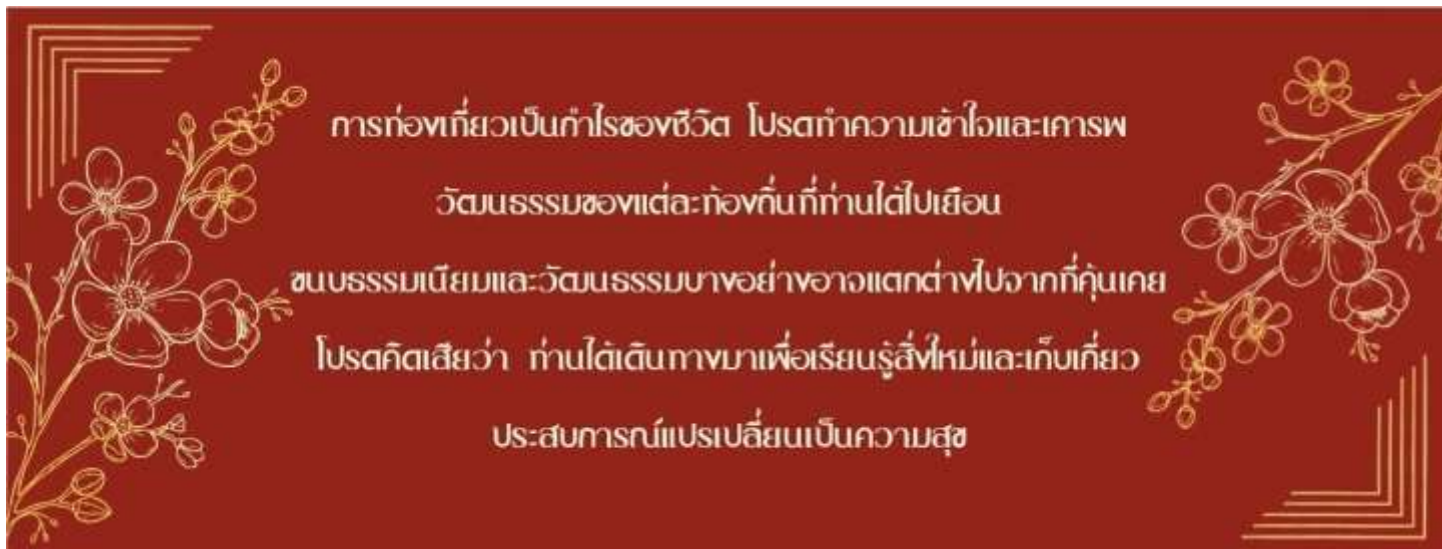 การท่องเที่ยวเป็นกำไรของชีวิต โปรดทำความเข้าใจและเคารพ
วัฒนธรรมของแต่ละท้องถิ่นที่ท่านได้ไปเยือน
ขนบธรรมเนียมและวัฒนธรรมบางอย่างอาจแตกต่างไปจากที่คุ้นเคย
โปรดคิดเสียว่า ท่านได้เดินทางมาเพื่อเรียนรู้สิ่งใหม่และเก็บเกี่ยว
ประสบการณ์แปรเปลี่ยนเป็นความสุข